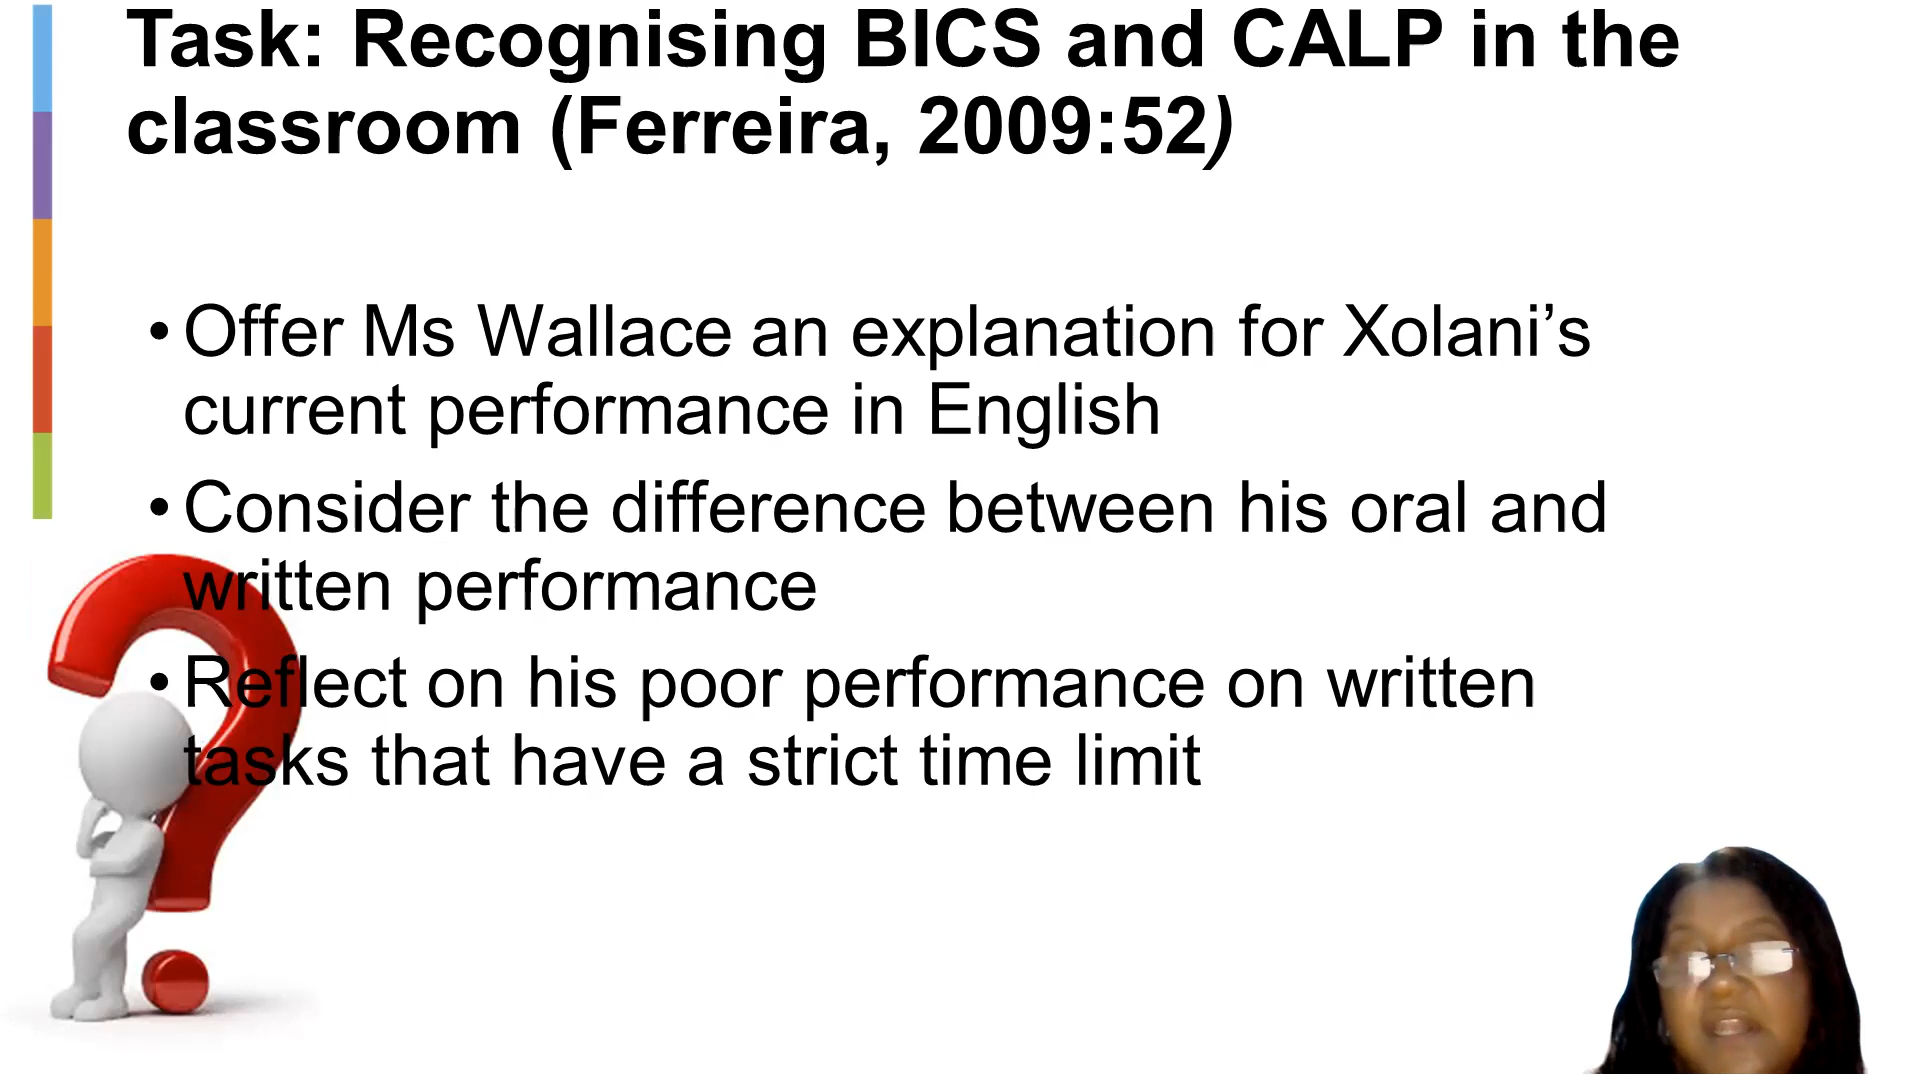 Task: Recognising BICS and CALP in the
classroom (Ferreira, 2009:52)
• Offer Ms Wallace an explanation for Xolani’s
current performance in English
• Consider the difference between his oral and
written performance
• Reflect on his poor performance on written
tasks that have a strict time limit